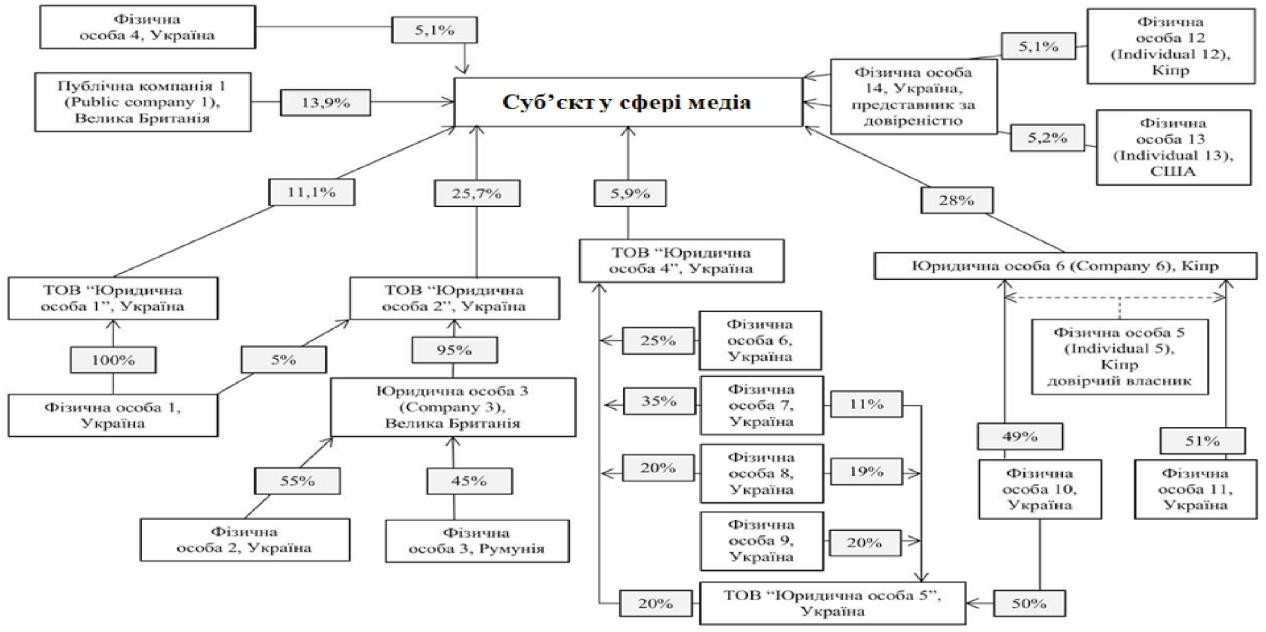 Фізична
особа 4, Україна
5,1%
Публічна компанія 1
(Public company 1),
Велика Британія
13,9%
Суб’єкт у сфері медіа
Фізична особа
14, Україна,
представник за
довіреністю
5,1%
Фізична
особа 12
(Individual 12),
Кіпр
5,2%
Фізична
особа 13
(Individual 13),
США
11,1%
25,7%
5,9%
28%
ТОВ “Юридична
особа 1”, Україна
ТОВ “Юридична
особа 2”, Україна
ТОВ “Юридична
особа 4”, Україна
Юридична особа 6 (Company 6), Кіпр
100%
5%
95%
Фізична особа 1,
Україна
Юридична особа 3
(Company 3),
Велика Британія
55%
45%
Фізична
особа 2, Україна
Фізична
особа 3, Румунія
25%
Фізична
особа 6,
Україна
35%
Фізична
особа 7,
Україна
11%
20%
Фізична
особа 8,
Україна
19%
Фізична
особа 9,
Україна
20%
20%
ТОВ “Юридична особа 5”,
Україна
50%
Фізична особа 5
(Individual 5),
Кіпр
довірчий власник
49%
51%
Фізична
особа 10,
Україна
Фізична
особа 11,
Україна